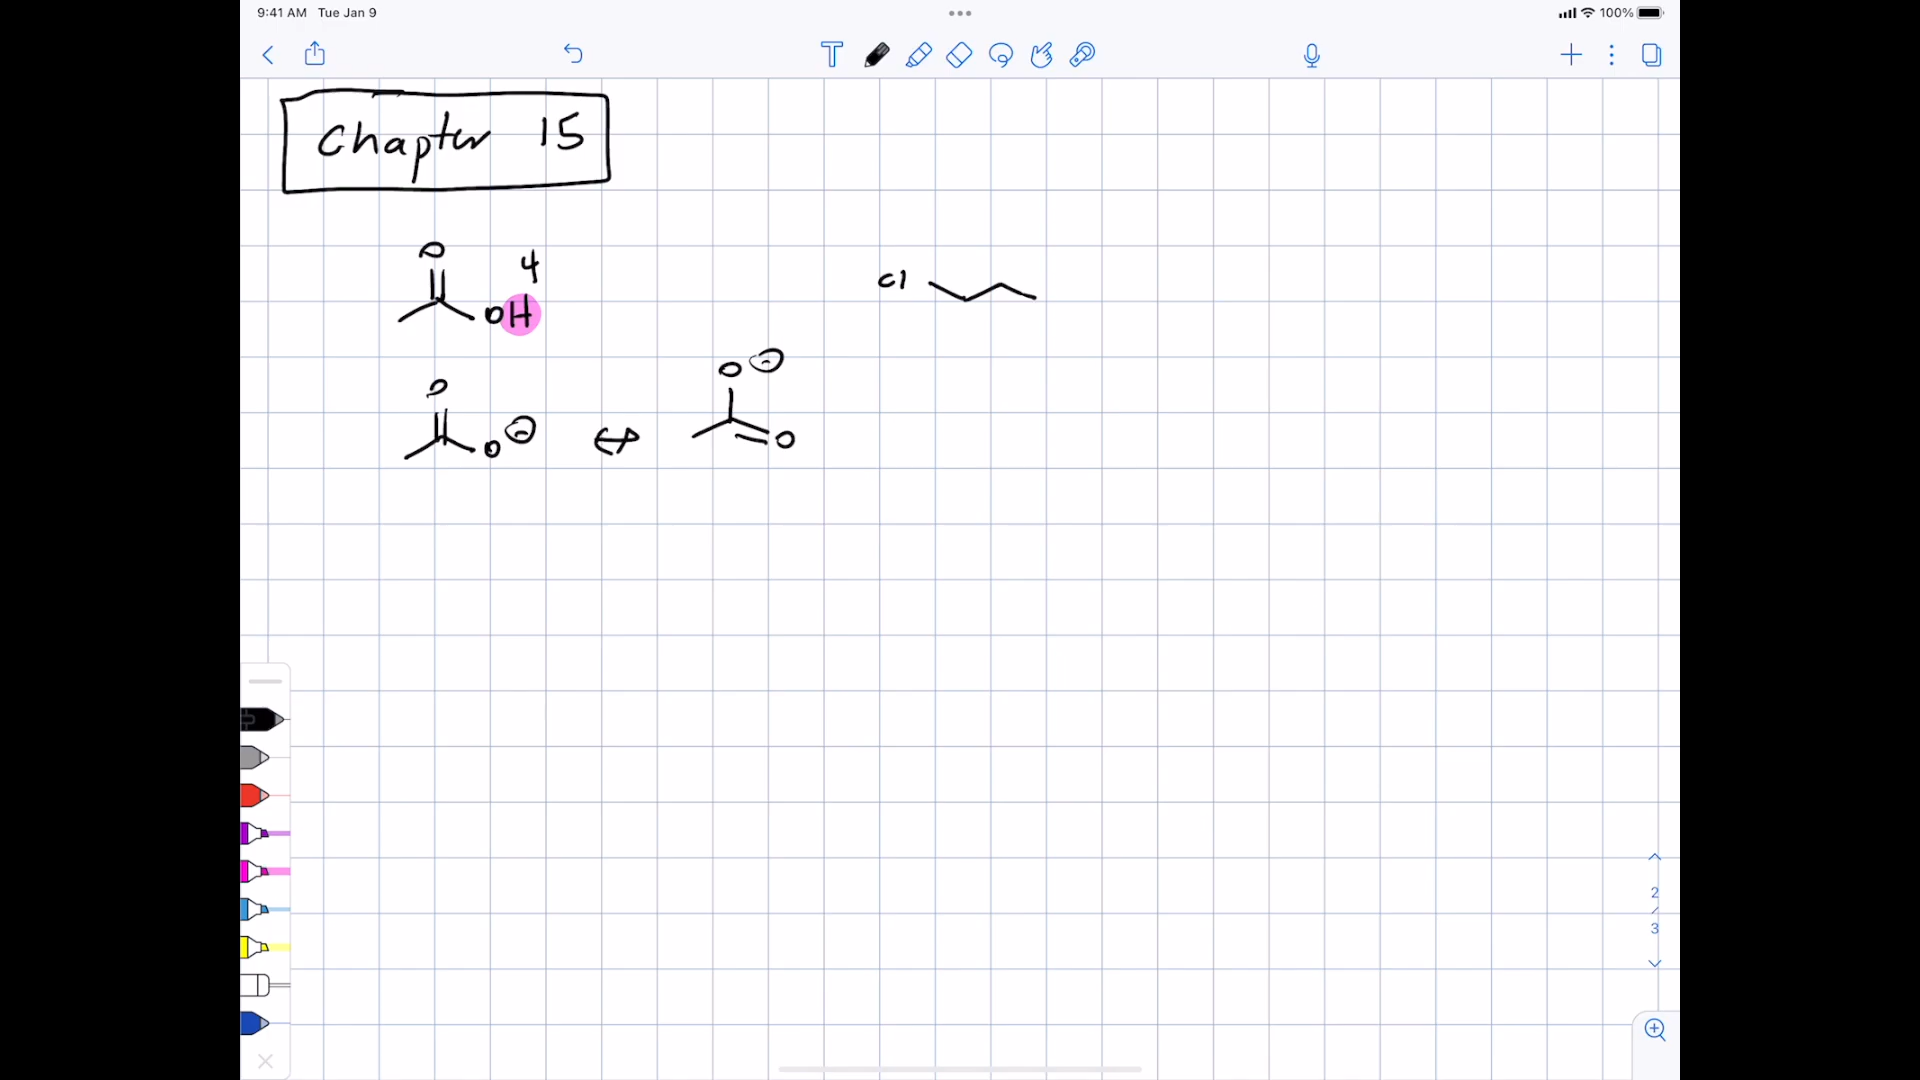 9:41 AM Tue Jan 9
100%
Chapter 15
O
4
OH
Cl
O ⊖
O
O ⊖ ↔
O
2
3